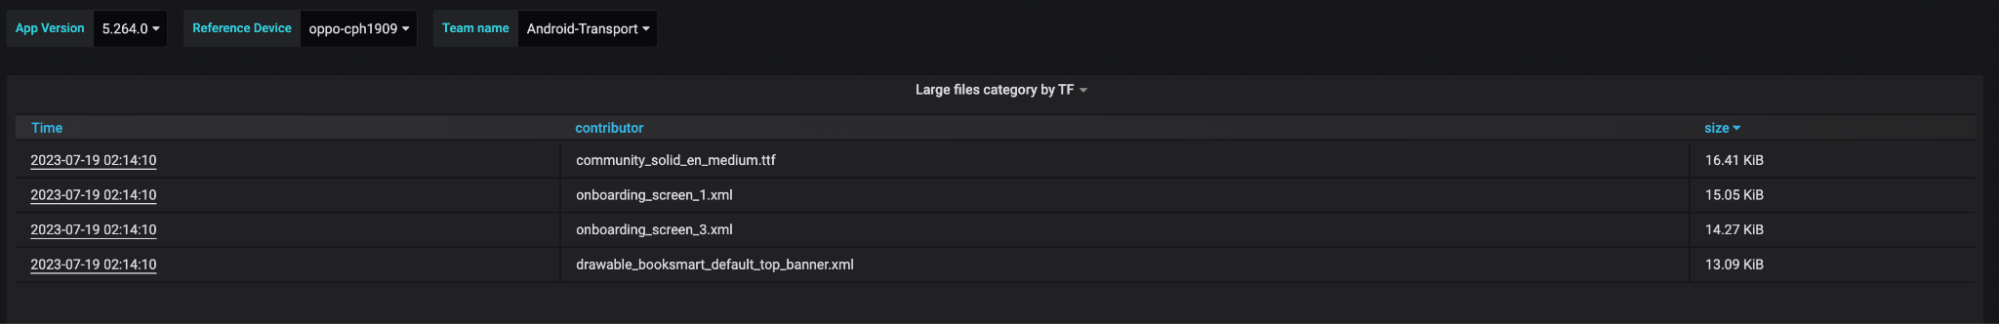 App Version 5.264.0 Reference Device oppo-cph1909 Team name Android-Transport
Large files category by TF
Time contributor size
2023-07-19 02:14:10 community_solid_en_medium.ttf 16.41 KiB
2023-07-19 02:14:10 onboarding_screen_1.xml 15.05 KiB
2023-07-19 02:14:10 onboarding_screen_3.xml 14.27 KiB
2023-07-19 02:14:10 drawable_booksmart_default_top_banner.xml 13.09 KiB